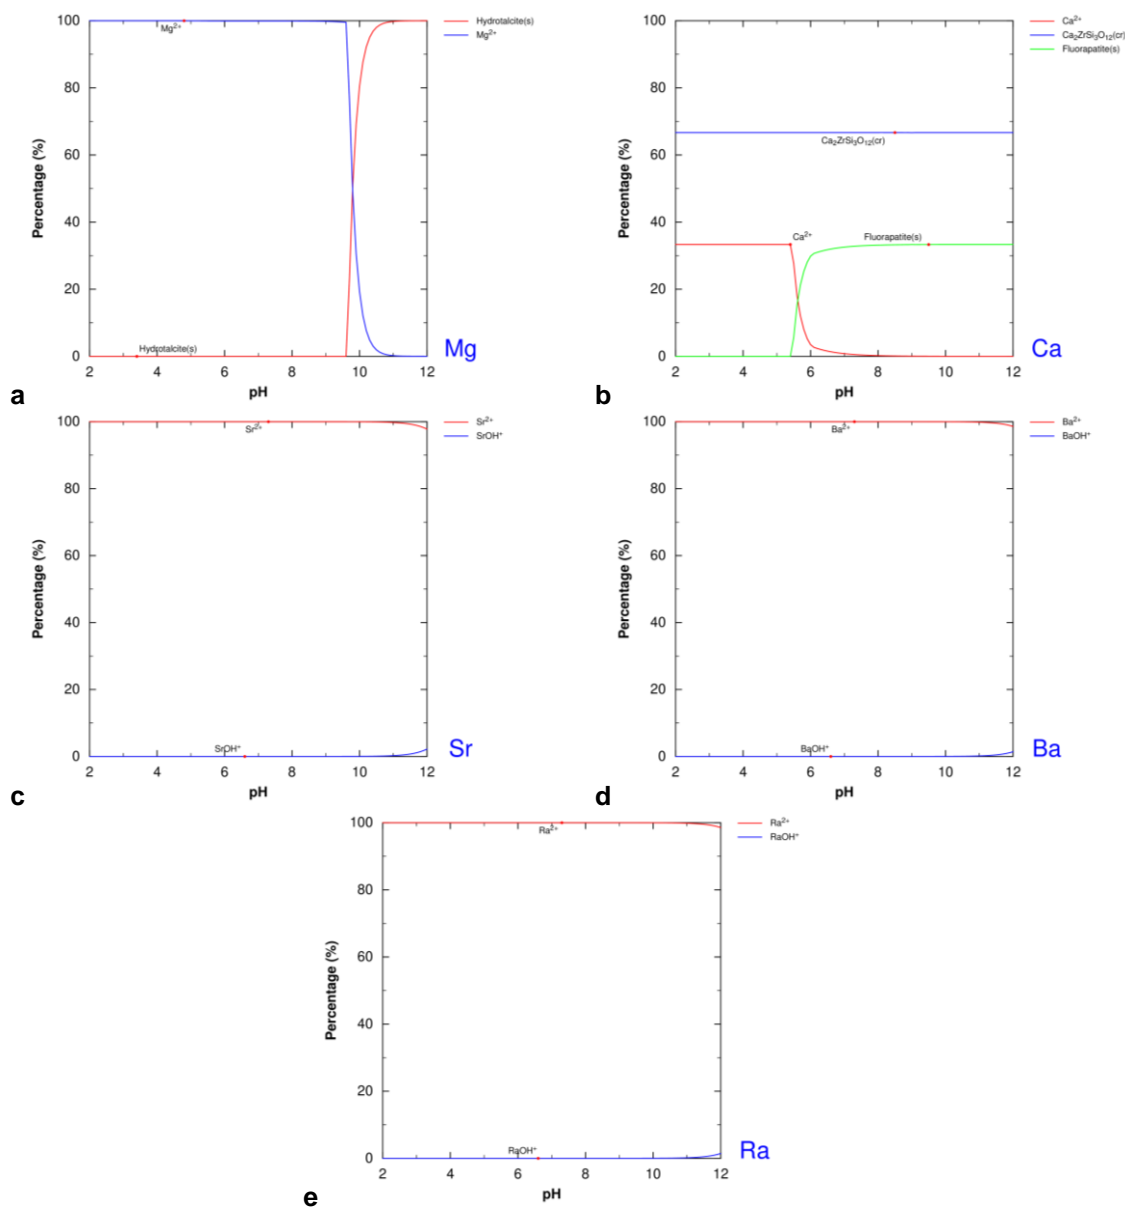 100
80
60
40
20
0
2
4
6
8
10
12
Percentage (%)
pH
Mg²⁺
Hydrotalcite(s)
Hydrotalcite(s)
Mg²⁺
Mg
a
100
80
60
40
20
0
2
4
6
8
10
12
Percentage (%)
pH
Ca₂ZrSi₃O₁₂(cr)
Ca²⁺
Fluorapatite(s)
Ca²⁺
Ca₂ZrSi₃O₁₂(cr)
Fluorapatite(s)
Ca
b
100
80
60
40
20
0
2
4
6
8
10
12
Percentage (%)
pH
Sr²⁺
SrOH⁺
Sr²⁺
SrOH⁺
Sr
c
100
80
60
40
20
0
2
4
6
8
10
12
Percentage (%)
pH
Ba²⁺
BaOH⁺
Ba²⁺
BaOH⁺
Ba
d
100
80
60
40
20
0
2
4
6
8
10
12
Percentage (%)
pH
Ra²⁺
RaOH⁺
Ra²⁺
RaOH⁺
Ra
e